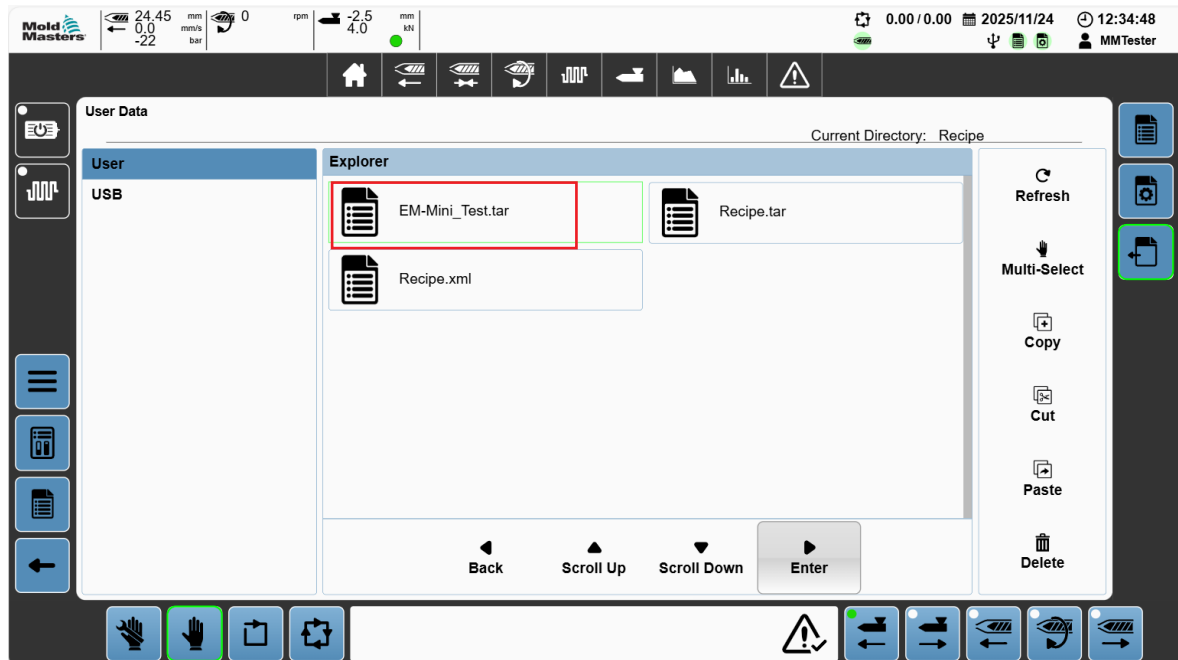 Mold
Masters
24.45 mm
0.0 mm/s
-22 bar
0 rpm
-2.5 mm
4.0 kN
0.00 / 0.00
2025/11/24
12:34:48
MMTester
User Data
Current Directory: Recipe
User
USB
Explorer
EM-Mini_Test.tar
Recipe.tar
Recipe.xml
Refresh
Multi-Select
Copy
Cut
Paste
Delete
Back
Scroll Up
Scroll Down
Enter